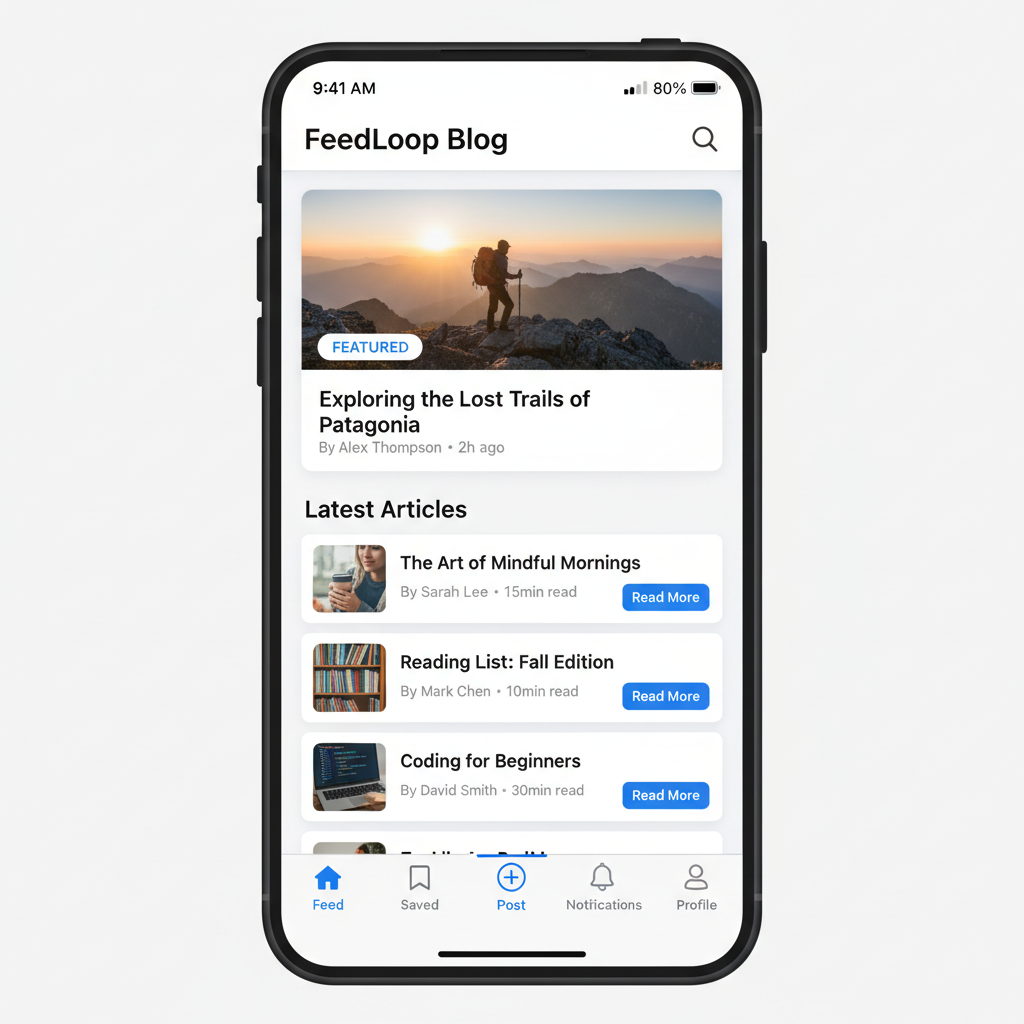 9:41 AM
80%
FeedLoop Blog
FEATURED
Exploring the Lost Trails of
Patagonia
By Alex Thompson • 2h ago
Latest Articles
The Art of Mindful Mornings
By Sarah Lee • 15min read
Read More
Reading List: Fall Edition
By Mark Chen • 10min read
Read More
Coding for Beginners
By David Smith • 30min read
Read More
Feed
Saved
Post
Notifications
Profile